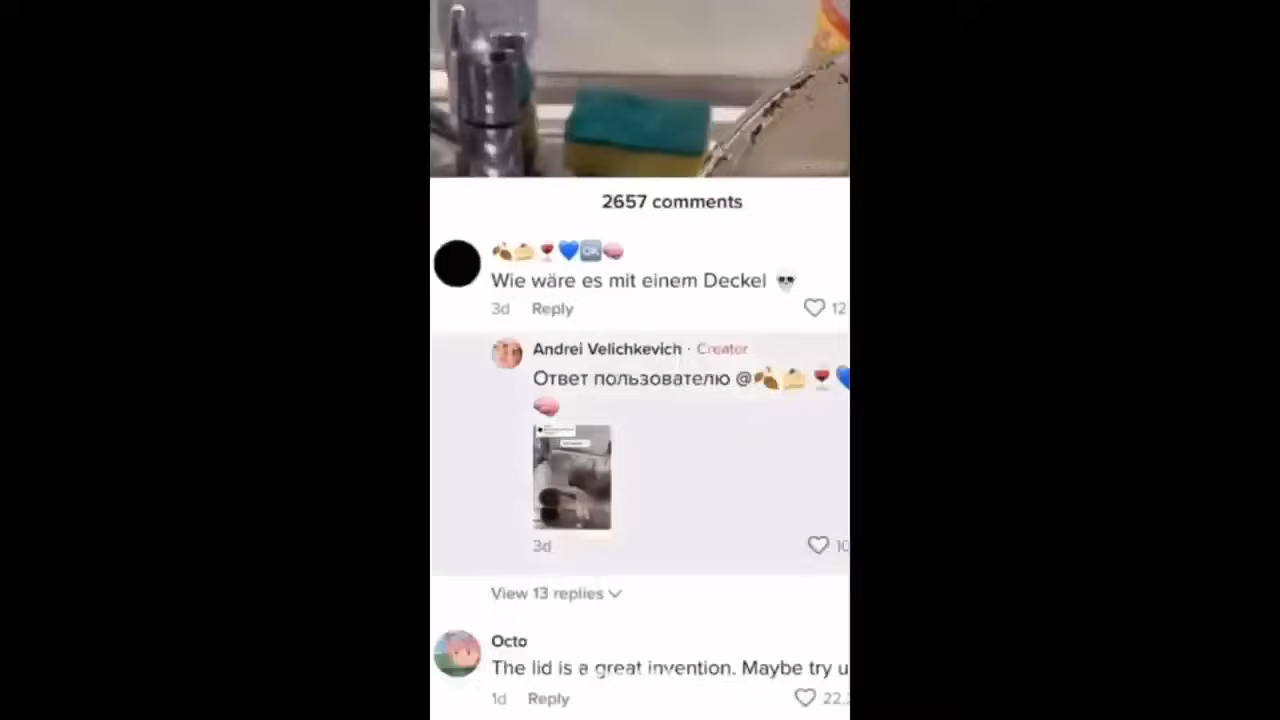 2657 comments
🆗
Wie wäre es mit einem Deckel
3d Reply 12
Andrei Velichkevich · Creator
Ответ пользователю @
3d
View 13 replies
Octo
The lid is a great invention. Maybe try
1d Reply